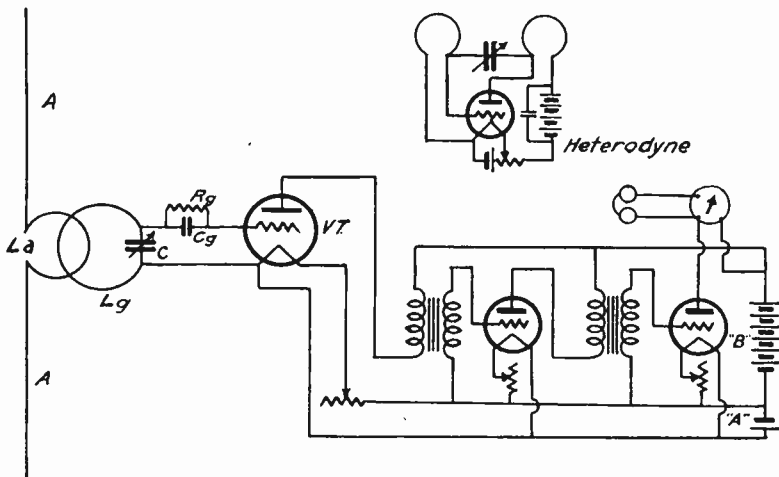 A
Heterodyne
Rg
Cg
VT.
La
C
Lg
"B"
A
"A"